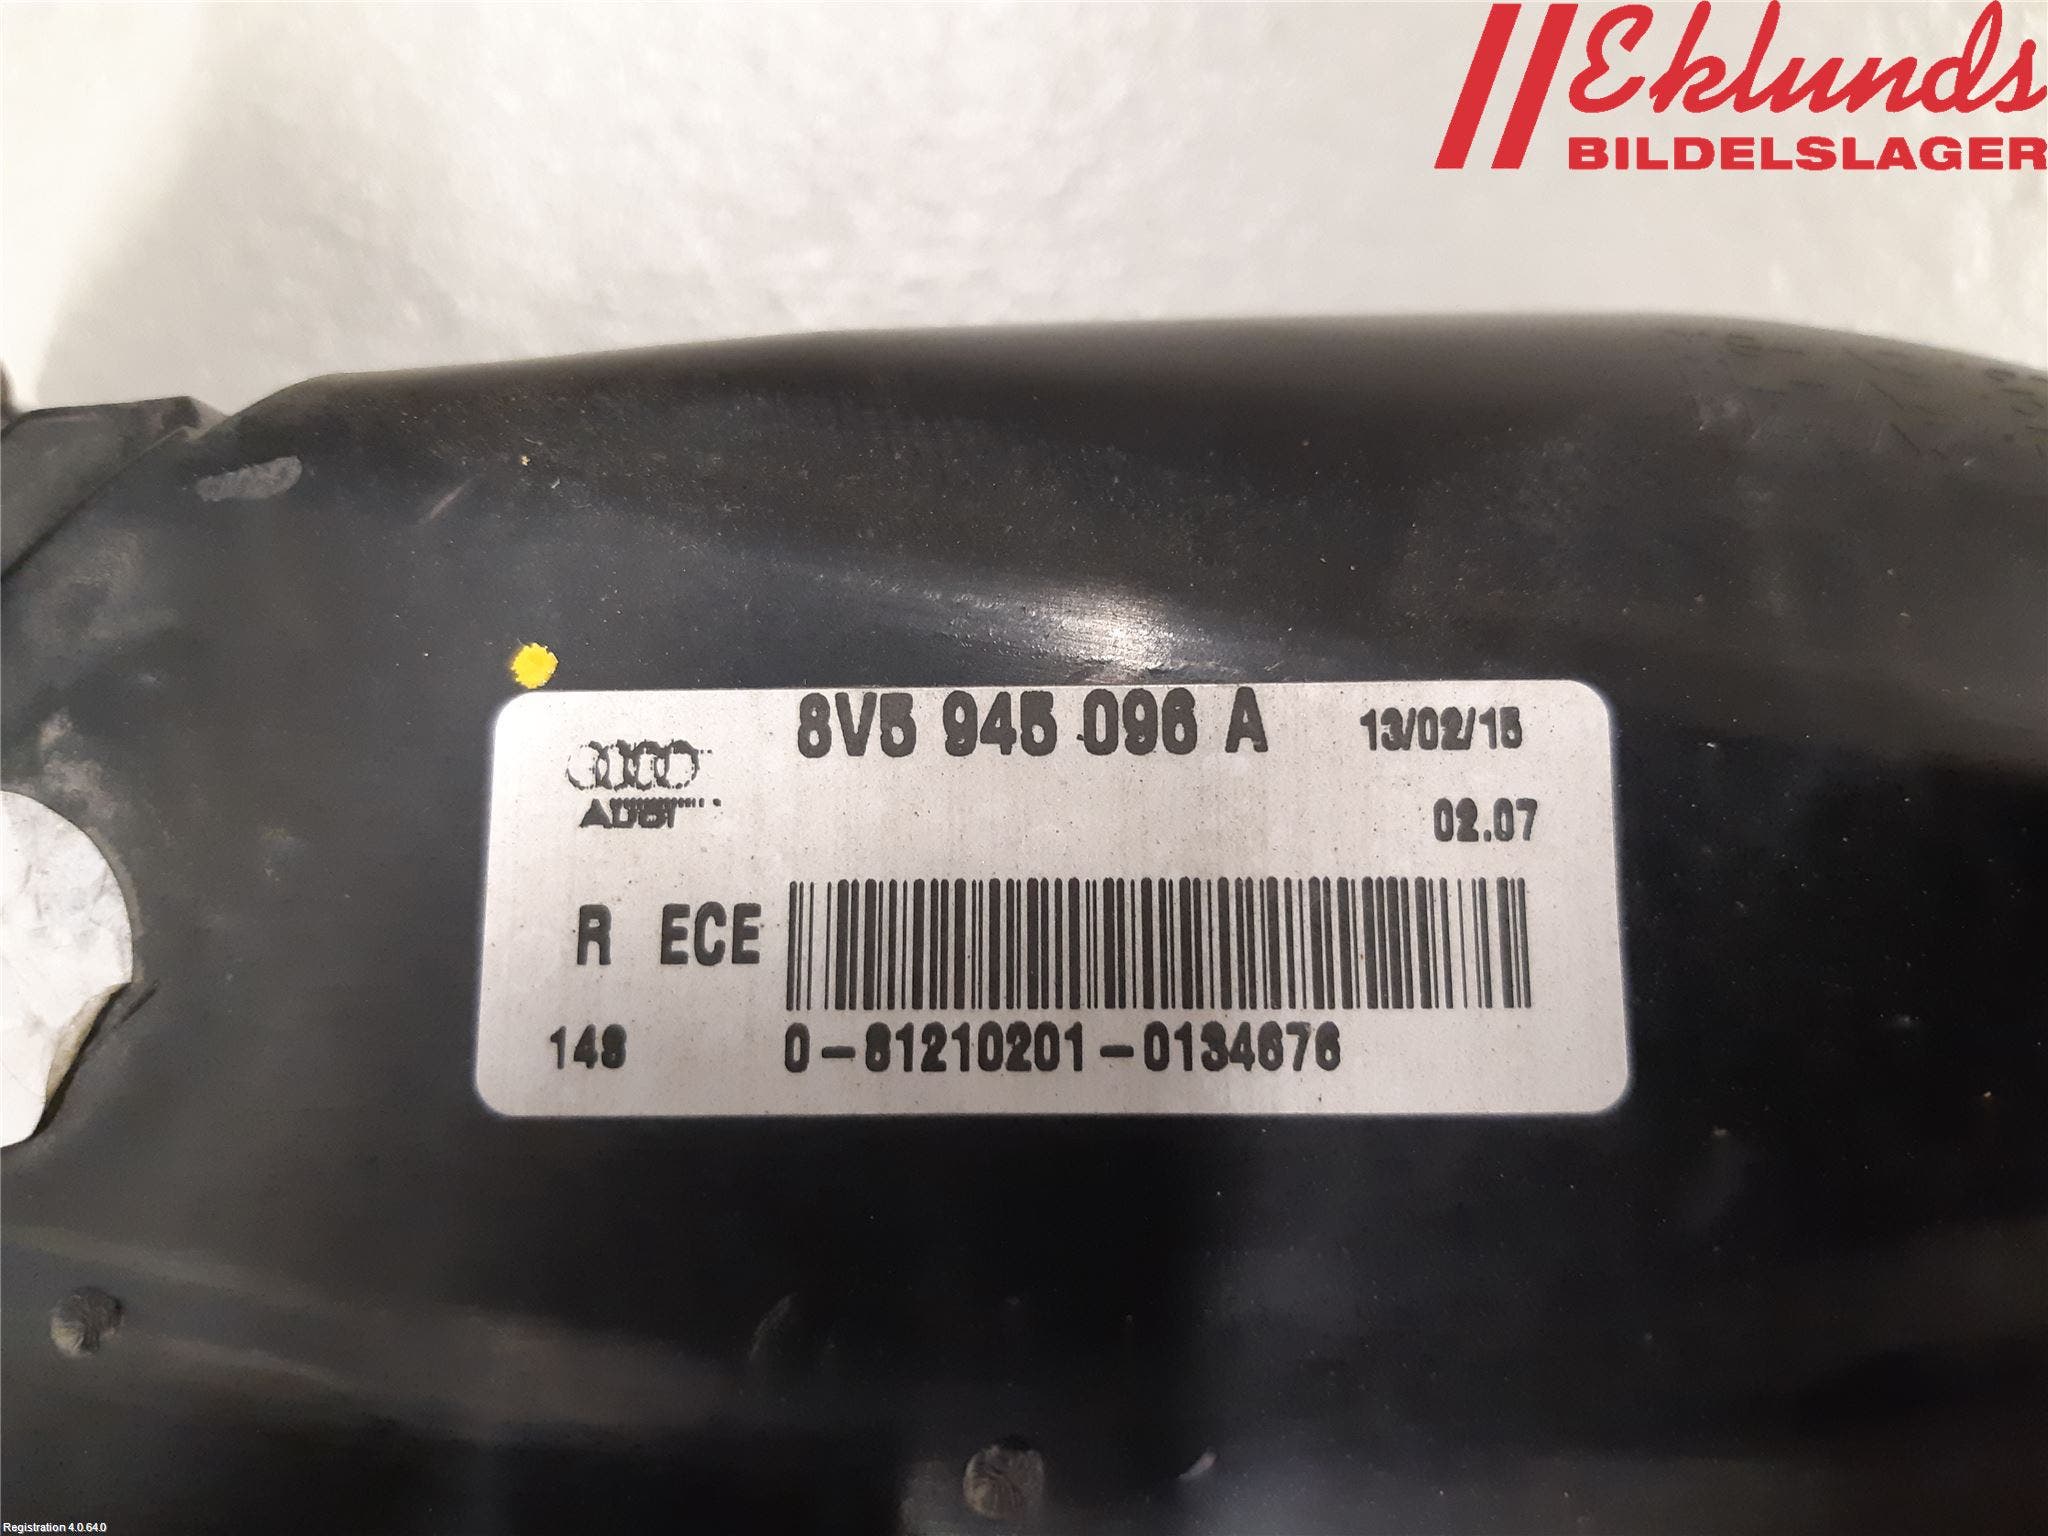 Eklunds
BILDELSLAGER
8V5 945 096 A 13/02/15
AUDI
02.07
R ECE
148 0-81210201-0134676
Registration 4.0.64.0